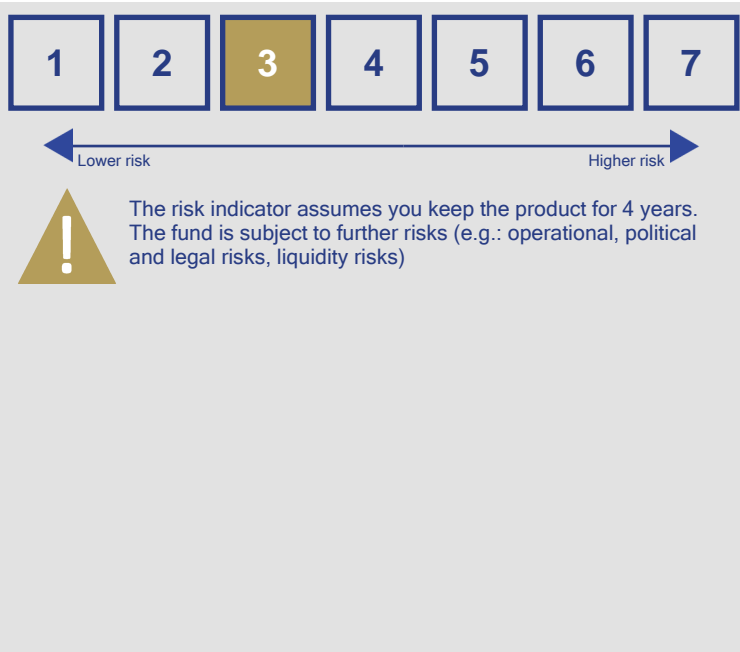 1 2 3 4 5 6 7
Lower risk Higher risk
!
The risk indicator assumes you keep the product for 4 years.
The fund is subject to further risks (e.g.: operational, political
and legal risks, liquidity risks)